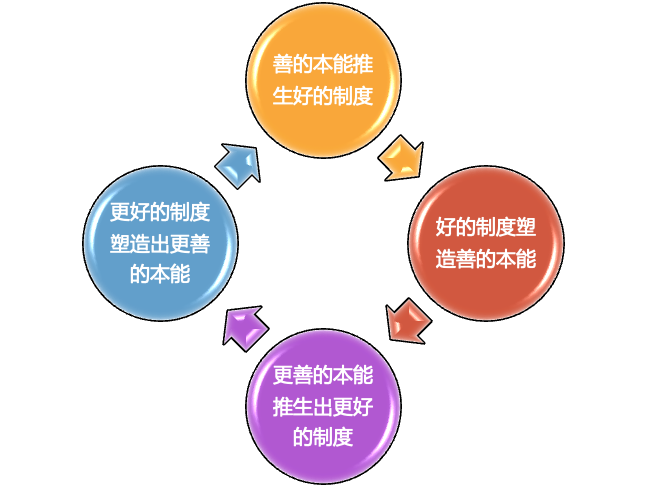 善的本能推
生好的制度
好的制度塑
造善的本能
更善的本能
推生出更好
的制度
更好的制度
塑造出更善
的本能